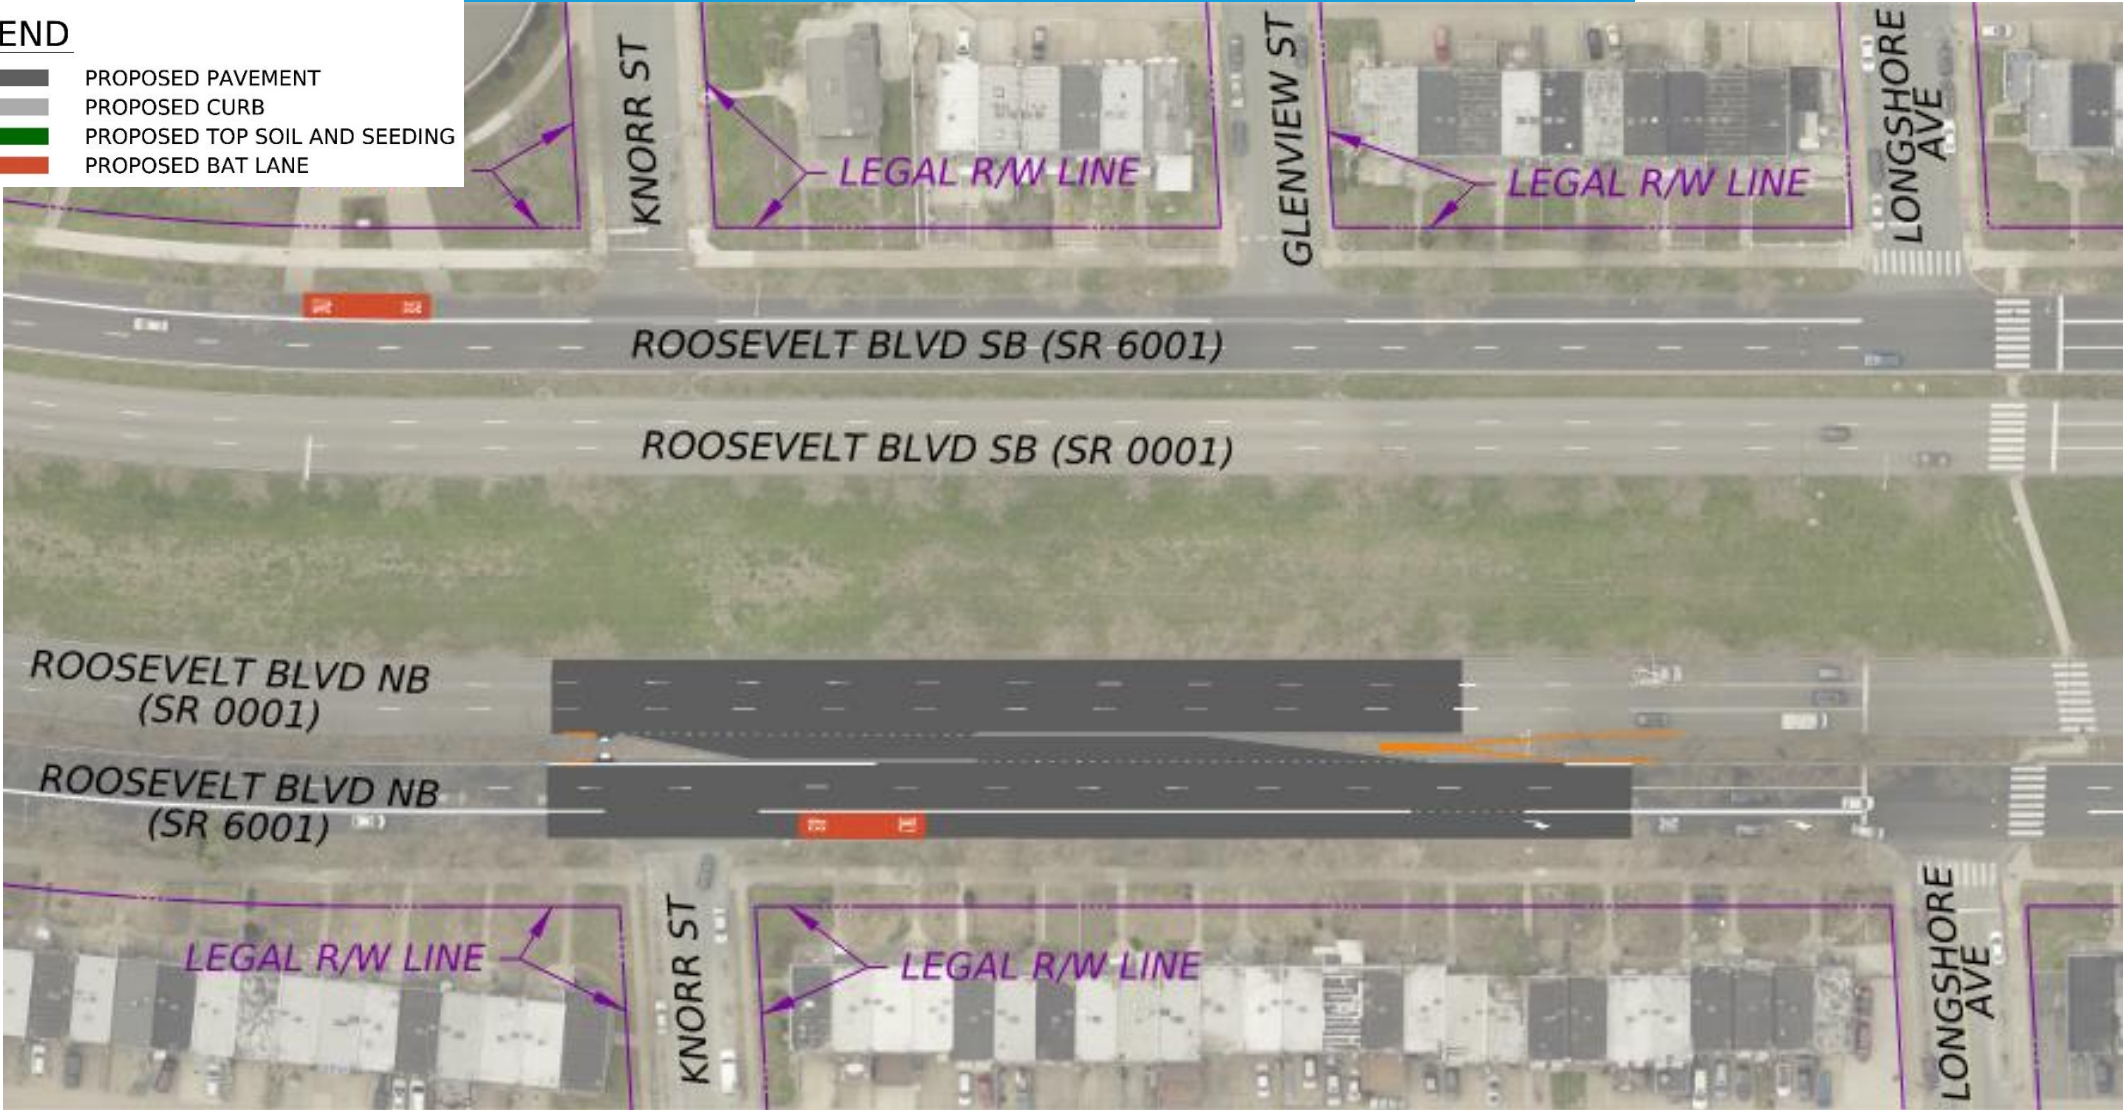 END
PROPOSED PAVEMENT
PROPOSED CURB
PROPOSED TOP SOIL AND SEEDING
PROPOSED BAT LANE
KNORR ST
LEGAL R/W LINE
GLENVIEW ST
LEGAL R/W LINE
LONGSHORE
AVE
ROOSEVELT BLVD SB (SR 6001)
ROOSEVELT BLVD SB (SR 0001)
ROOSEVELT BLVD NB
(SR 0001)
ROOSEVELT BLVD NB
(SR 6001)
LEGAL R/W LINE
KNORR ST
LEGAL R/W LINE
LONGSHORE
AVE